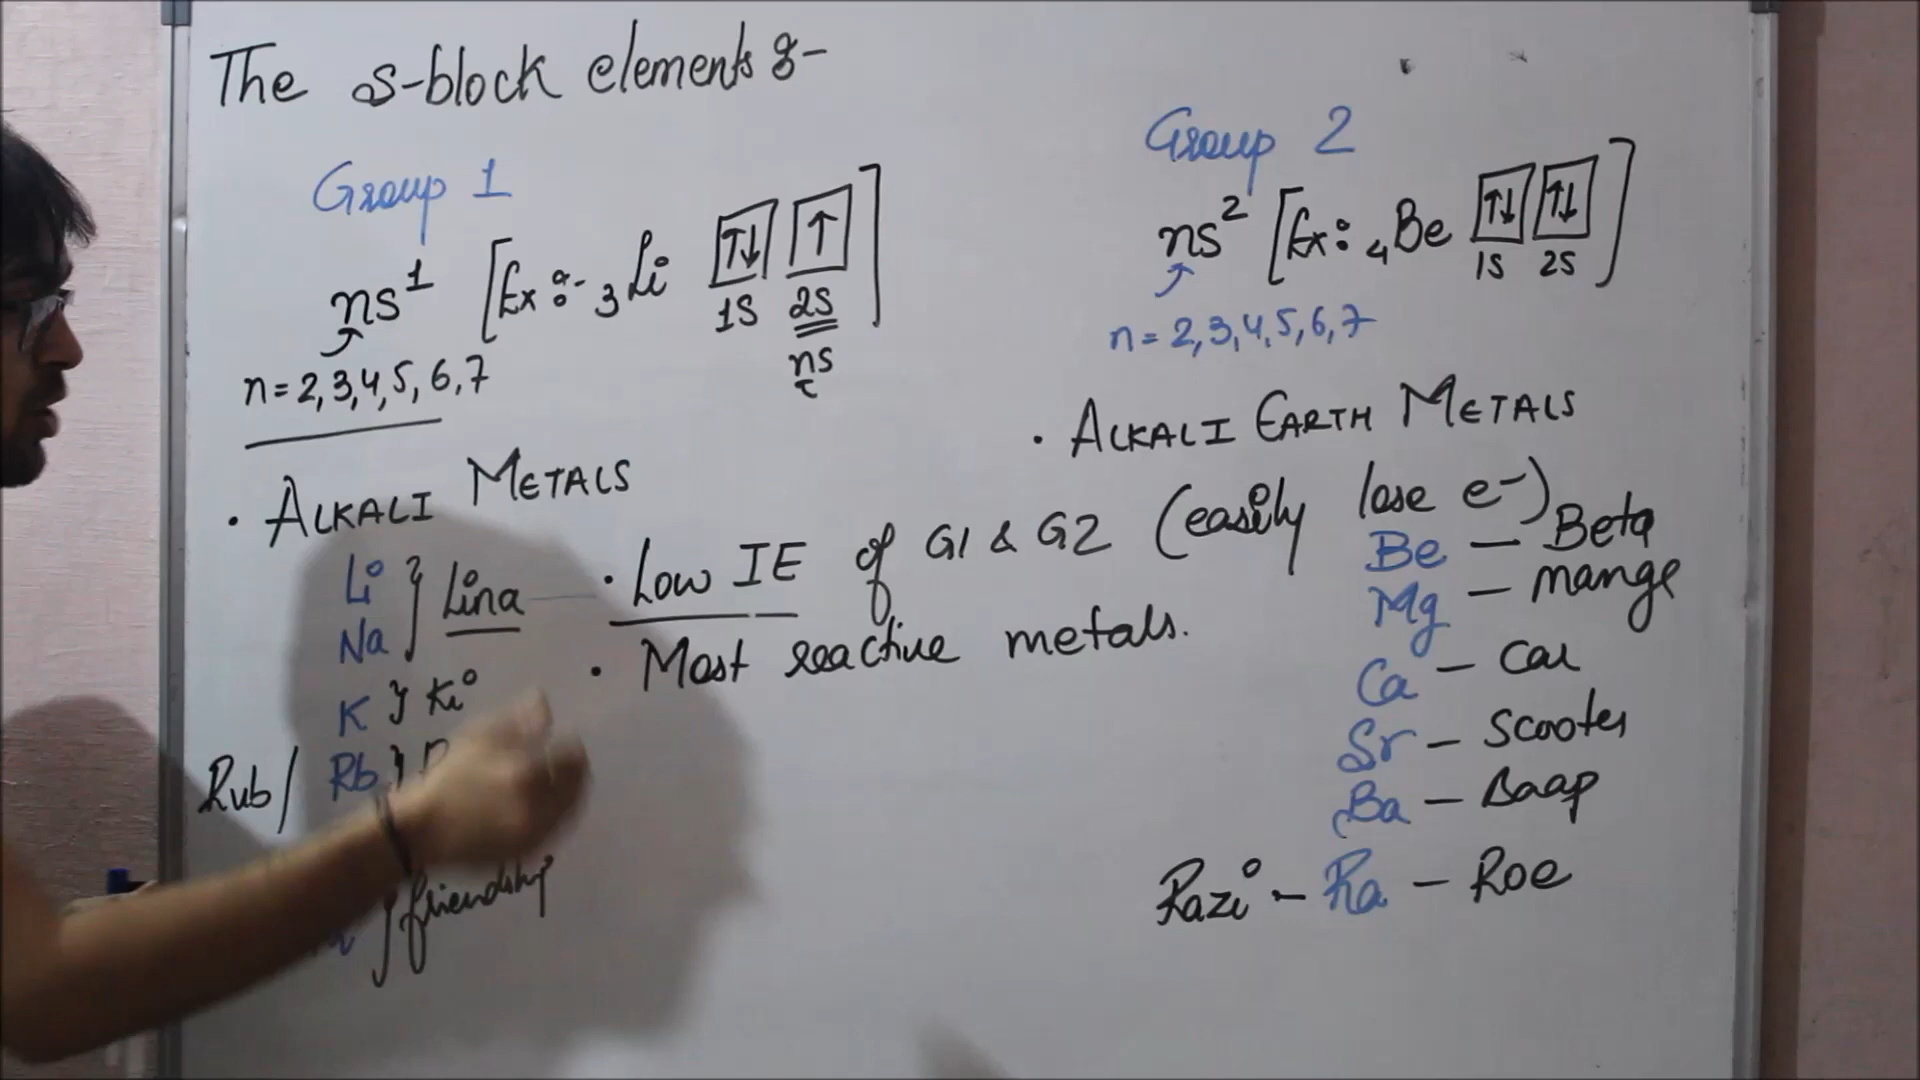 The s-block elements :-
Group 1
ns¹ [Ex :- ₃Li ↑↓ ↑]
1S 2S
ns
n = 2,3,4,5,6,7
• ALKALI METALS
Li
Na } Lina
K } Ki
Rub/ Rb }
} friendship
Group 2
ns² [Ex: ₄Be ↑↓ ↑↓]
1S 2S
n = 2,3,4,5,6,7
• ALKALI EARTH METALS
• Low IE of G1 & G2 (easily lose e-)
• Most reactive metals.
Be — Beta
Mg — mange
Ca — Car
Sr — Scooter
Ba — Baap
Razi - Ra — Roe